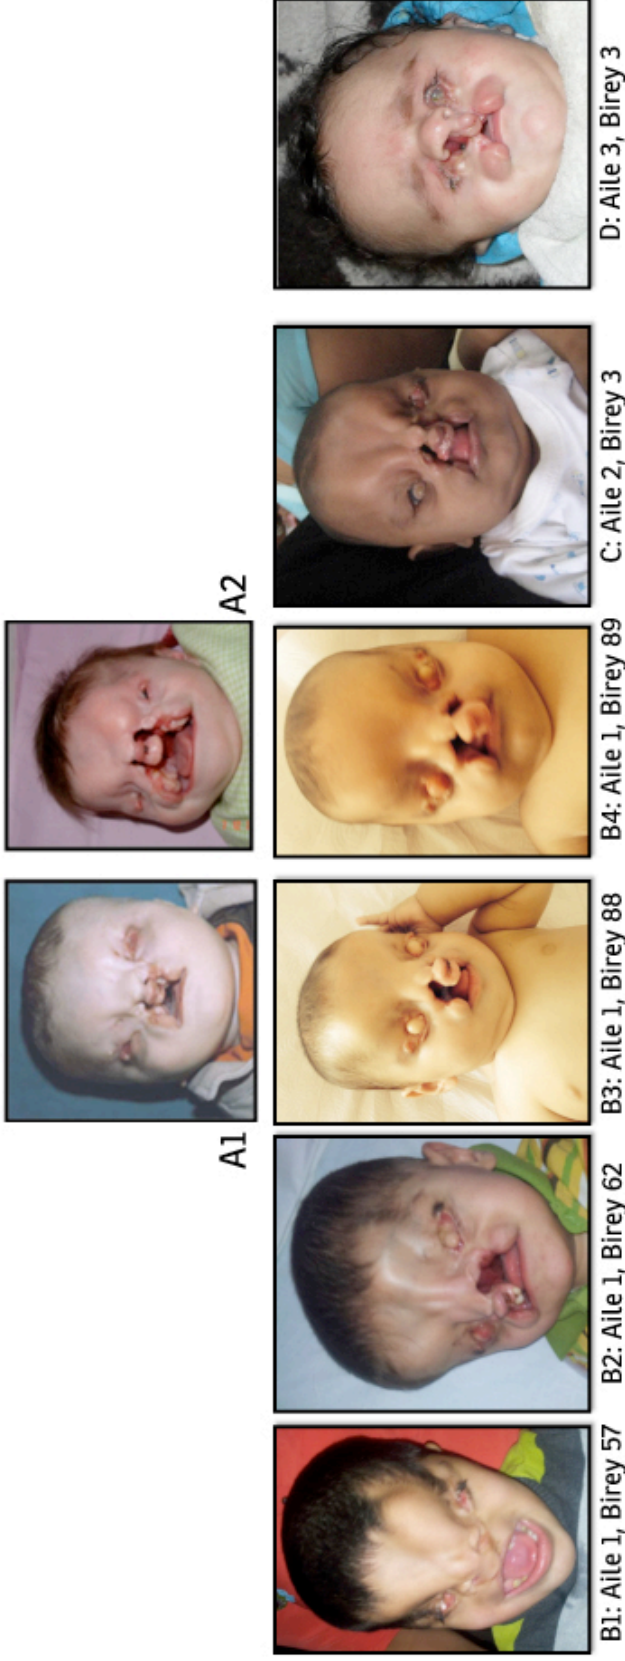 A1
A2
B1: Aile 1, Birey 57
B2: Aile 1, Birey 62
B3: Aile 1, Birey 88
B4: Aile 1, Birey 89
C: Aile 2, Birey 3
D: Aile 3, Birey 3